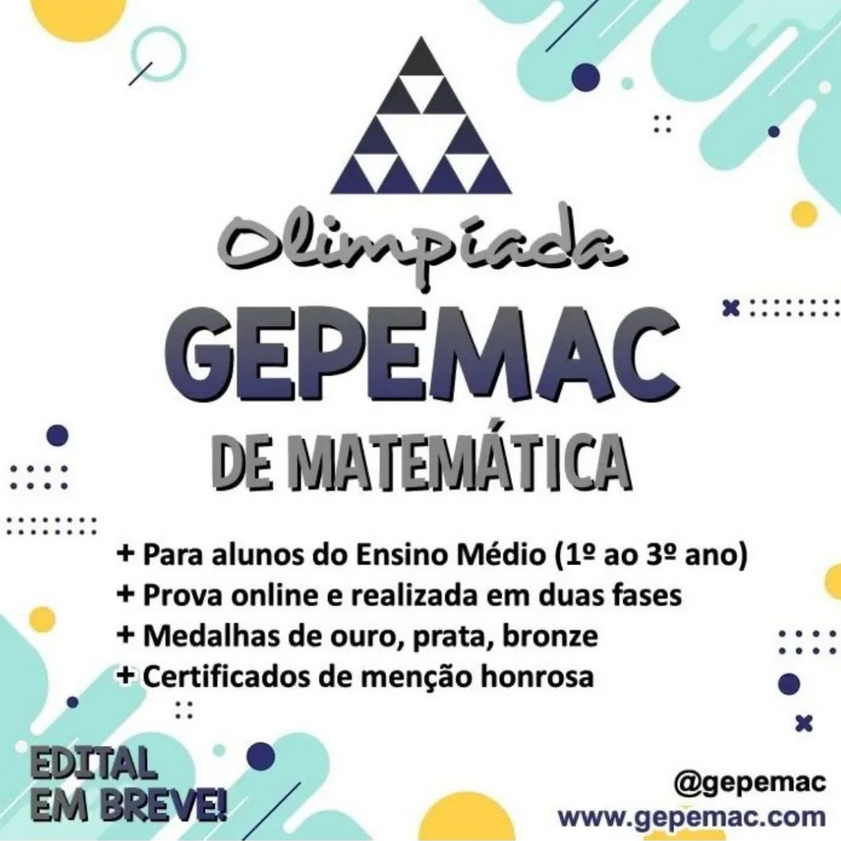 Olimpíada
GEPEMAC
DE MATEMÁTICA
+ Para alunos do Ensino Médio (1º ao 3º ano)
+ Prova online e realizada em duas fases
+ Medalhas de ouro, prata, bronze
+ Certificados de menção honrosa
EDITAL
EM BREVE!
@gepemac
www.gepemac.com